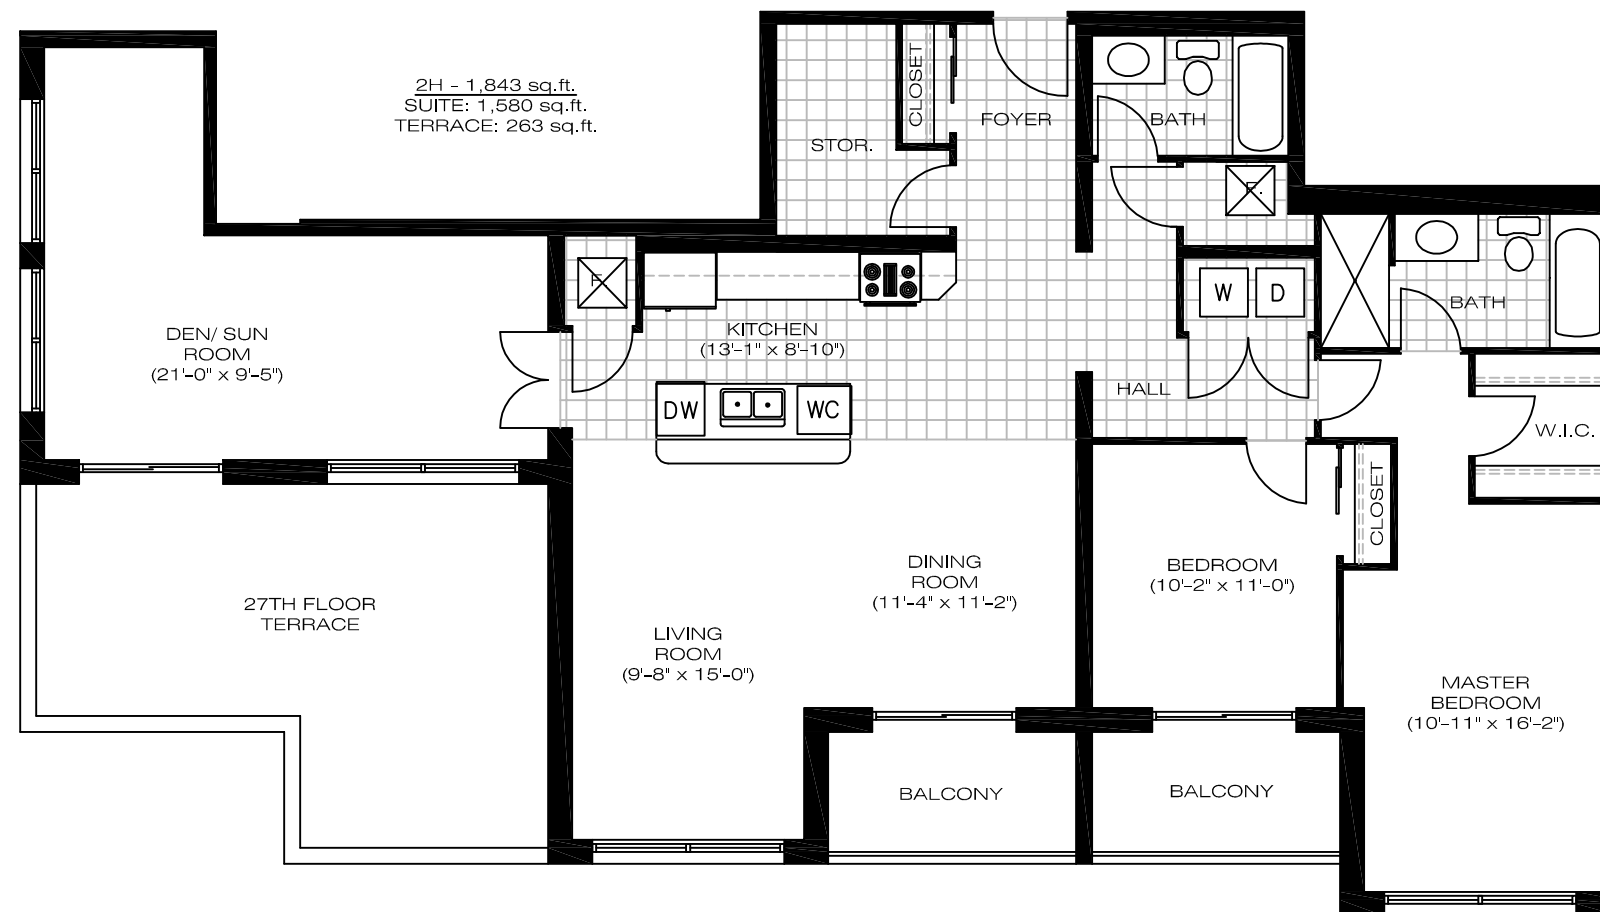 2H - 1,843 sq.ft.
SUITE: 1,580 sq.ft.
TERRACE: 263 sq.ft.
STOR.
CLOSET
FOYER
BATH
F.
F.
W
D
BATH
DEN/ SUN
ROOM
(21'-0" x 9'-5")
KITCHEN
(13'-1" x 8'-10")
HALL
DW
WC
W.I.C.
CLOSET
27TH FLOOR
TERRACE
LIVING
ROOM
(9'-8" x 15'-0")
DINING
ROOM
(11'-4" x 11'-2")
BEDROOM
(10'-2" x 11'-0")
MASTER
BEDROOM
(10'-11" x 16'-2")
BALCONY
BALCONY